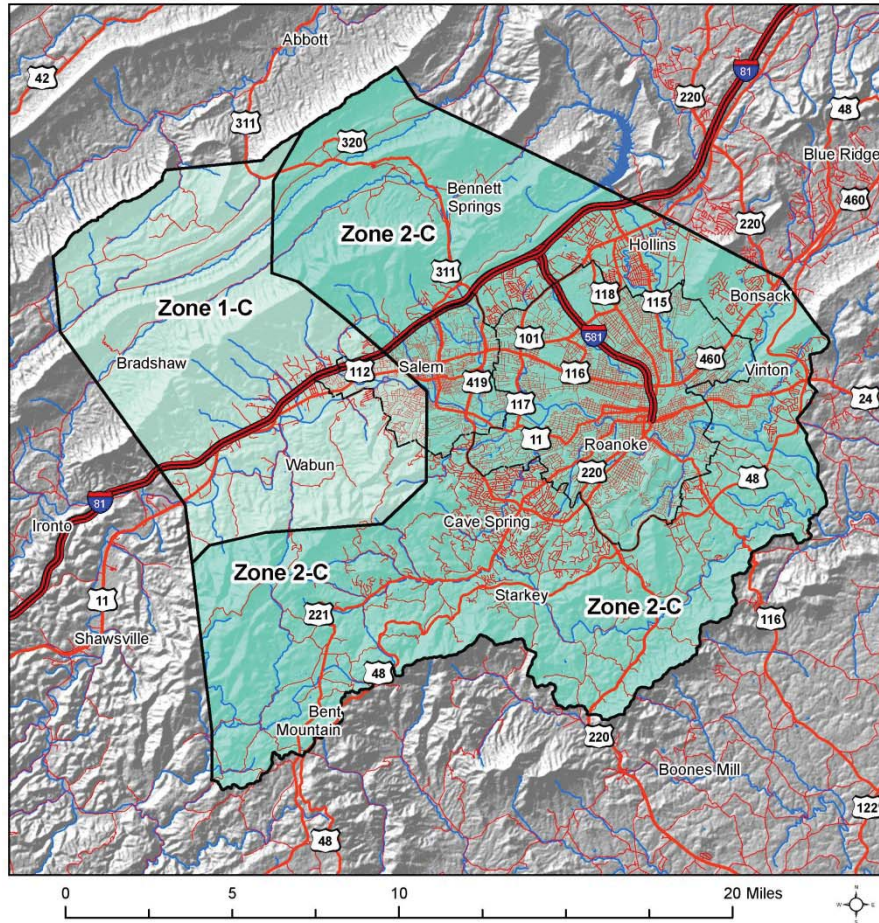 Abbott
42
81
220
48
311
320
Blue Ridge
Bennett
Springs
460
220
Zone 2-C
Hollins
311
118
115
Bonsack
Zone 1-C
581
101
Bradshaw
112
Salem
116
460
Vinton
419
24
117
11
Wabun
Roanoke
220
48
81
Ironto
Cave Spring
Zone 2-C
11
Starkey
Zone 2-C
221
116
Shawsville
48
Bent
Mountain
220
Boones Mill
122
48
0 5 10 20 Miles
N
W E
S